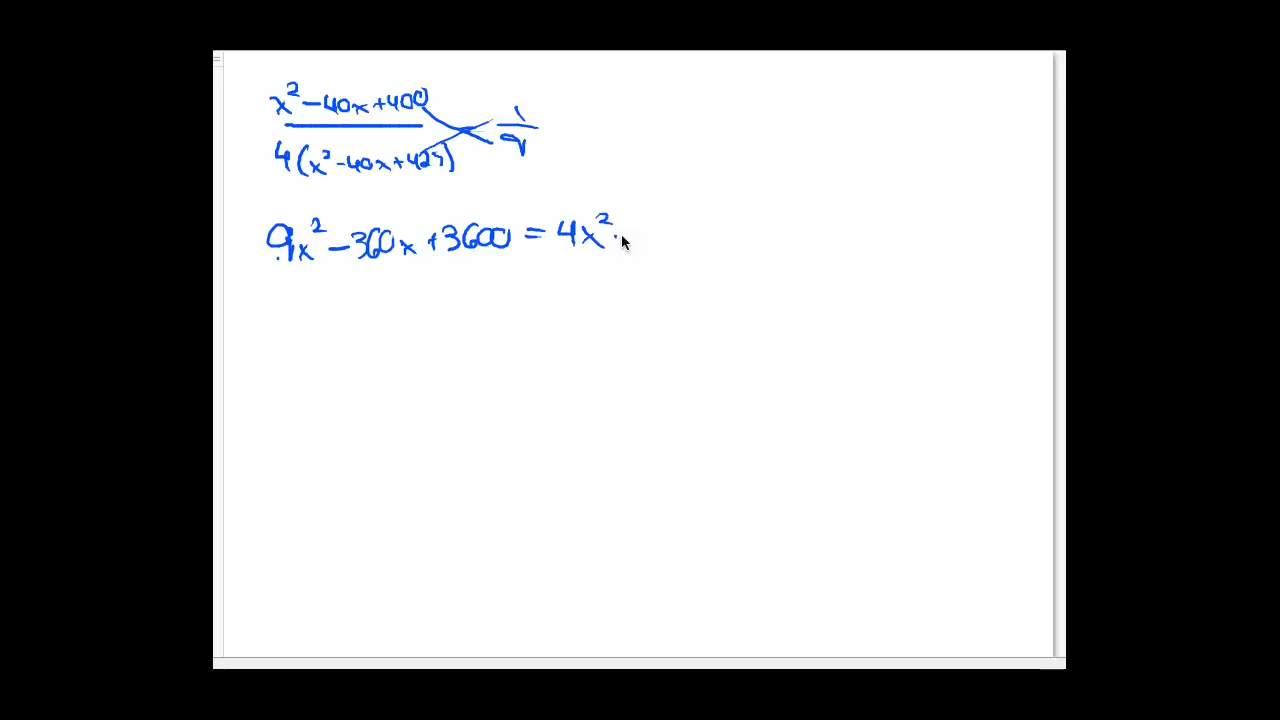 x² - 40x + 400
4(x² - 40x + 425)
1
9
9x² - 360x + 3600 = 4x²